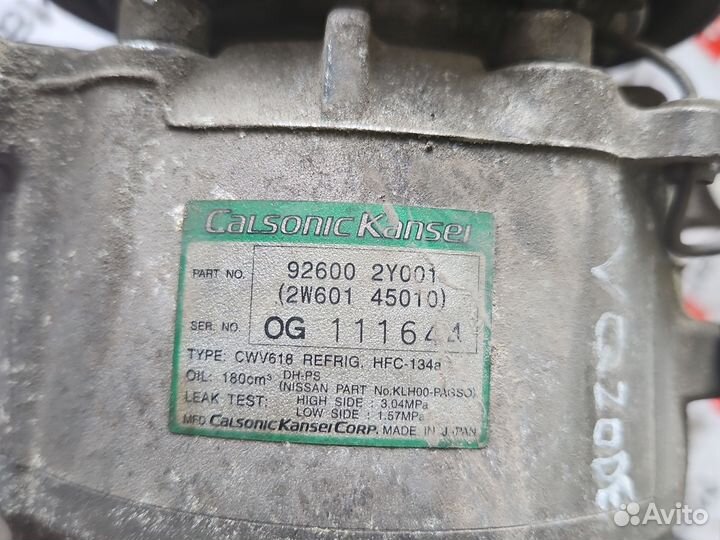 Calsonic Kansei
PART NO. 92600 2Y001
(2W601 45010)
SER. NO. OG 111644
TYPE: CWV618 REFRIG. HFC-134a
OIL: 180cm³ DH-PS
(NISSAN PART No.KLH00-PAGS0)
LEAK TEST: HIGH SIDE : 3.04MPa
LOW SIDE : 1.57MPa
MFD. CALSONIC KANSEI CORP. MADE IN JAPAN
VQ20DE
Avito